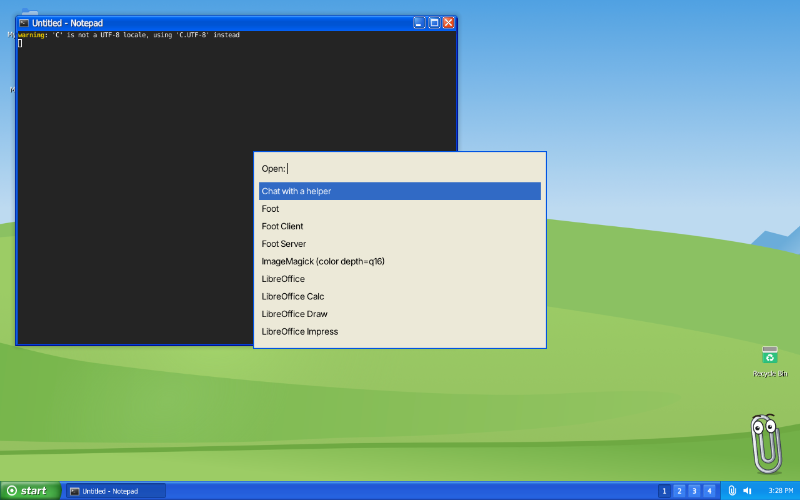 Untitled - Notepad
warning: 'C' is not a UTF-8 locale, using 'C.UTF-8' instead
Open:
Chat with a helper
Foot
Foot Client
Foot Server
ImageMagick (color depth=q16)
LibreOffice
LibreOffice Calc
LibreOffice Draw
LibreOffice Impress
Recycle Bin
start
Untitled - Notepad
1 2 3 4
3:28 PM